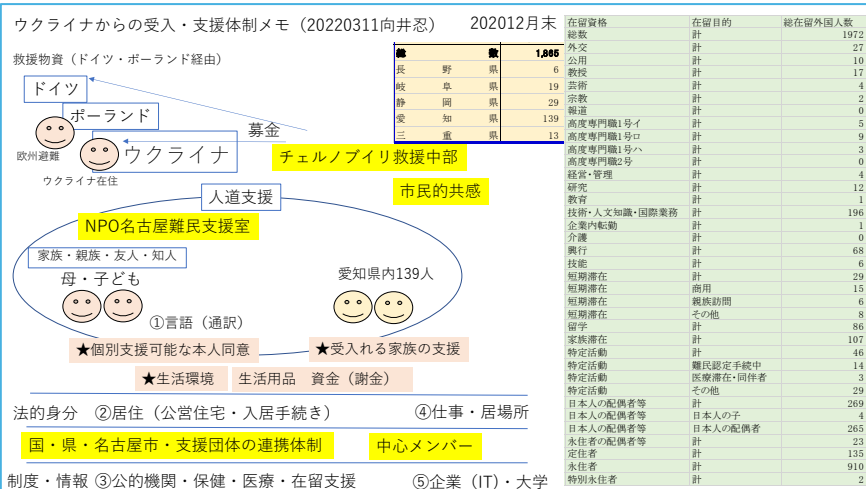 ウクライナからの受入・支援体制メモ（20220311向井忍）
202012月末
救援物資（ドイツ・ポーランド経由）
ドイツ
ポーランド
欧州避難
ウクライナ
ウクライナ在住
募金
チェルノブイリ救援中部
市民的共感
総 数 1,865
長 野 県 6
岐 阜 県 19
静 岡 県 29
愛 知 県 139
三 重 県 13
人道支援
NPO名古屋難民支援室
家族・親族・友人・知人
母・子ども
愛知県内139人
①言語（通訳）
★個別支援可能な本人同意
★受入れる家族の支援
★生活環境 生活用品 資金（謝金）
法的身分 ②居住（公営住宅・入居手続き） ④仕事・居場所
国・県・名古屋市・支援団体の連携体制
中心メンバー
制度・情報 ③公的機関・保健・医療・在留支援 ⑤企業（IT）・大学
在留資格 在留目的 総在留外国人数
総数 計 1972
外交 計 27
公用 計 10
教授 計 17
芸術 計 4
宗教 計 2
報道 計 0
高度専門職1号イ 計 5
高度専門職1号ロ 計 9
高度専門職1号ハ 計 3
高度専門職2号 計 0
経営・管理 計 4
研究 計 12
教育 計 1
技術・人文知識・国際業務 計 196
企業内転勤 計 1
介護 計 0
興行 計 68
技能 計 6
短期滞在 計 29
短期滞在 商用 15
短期滞在 親族訪問 6
短期滞在 その他 8
留学 計 86
家族滞在 計 107
特定活動 計 46
特定活動 難民認定手続中 14
特定活動 医療滞在・同伴者 3
特定活動 その他 29
日本人の配偶者等 計 269
日本人の配偶者等 日本人の子 4
日本人の配偶者等 日本人の配偶者 265
永住者の配偶者等 計 23
定住者 計 135
永住者 計 910
特別永住者 計 2